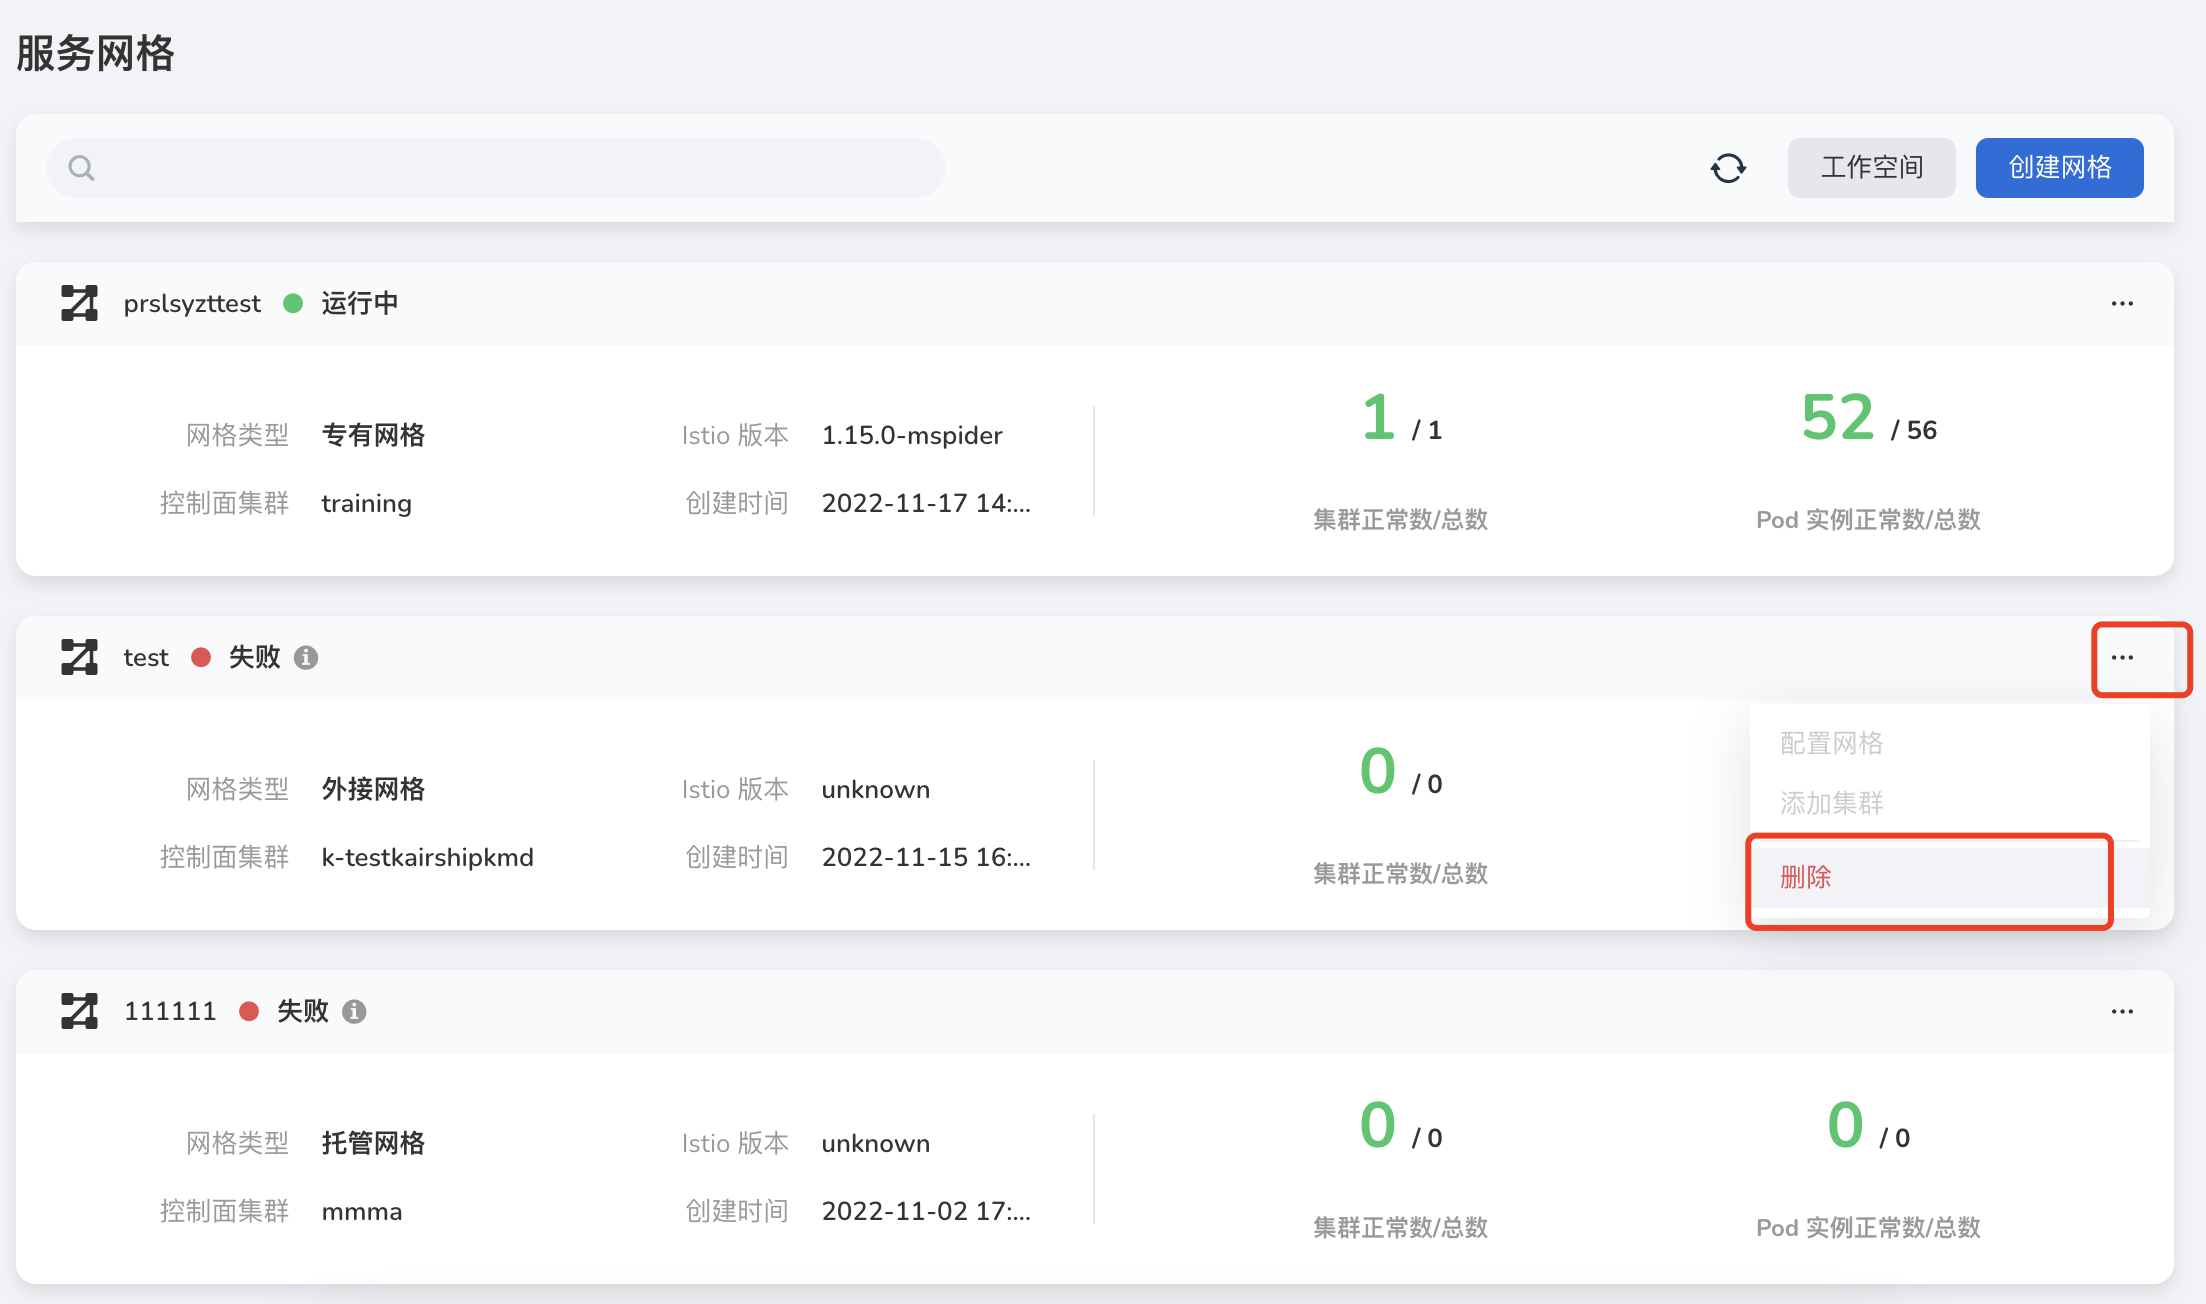 服务网格
工作空间
创建网格
prslsyzttest 运行中
网格类型 专有网格
Istio 版本 1.15.0-mspider
控制面集群 training
创建时间 2022-11-17 14:...
1 / 1
集群正常数/总数
52 / 56
Pod 实例正常数/总数
test 失败
网格类型 外接网格
Istio 版本 unknown
控制面集群 k-testkairshipkmd
创建时间 2022-11-15 16:...
0 / 0
集群正常数/总数
配置网格
添加集群
删除
111111 失败
网格类型 托管网格
Istio 版本 unknown
控制面集群 mmma
创建时间 2022-11-02 17:...
0 / 0
集群正常数/总数
0 / 0
Pod 实例正常数/总数